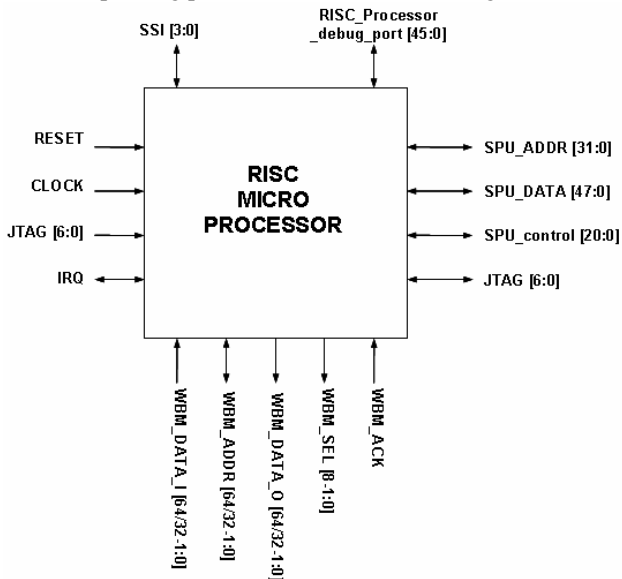 SSI [3:0]
RISC_Processor
_debug_port [45:0]
RESET
CLOCK
JTAG [6:0]
IRQ
RISC
MICRO
PROCESSOR
SPU_ADDR [31:0]
SPU_DATA [47:0]
SPU_control [20:0]
JTAG [6:0]
WBM_DATA_I [64/32-1:0]
WBM_ADDR [64/32-1:0]
WBM_DATA_O [64/32-1:0]
WBM_SEL [8-1:0]
WBM_ACK